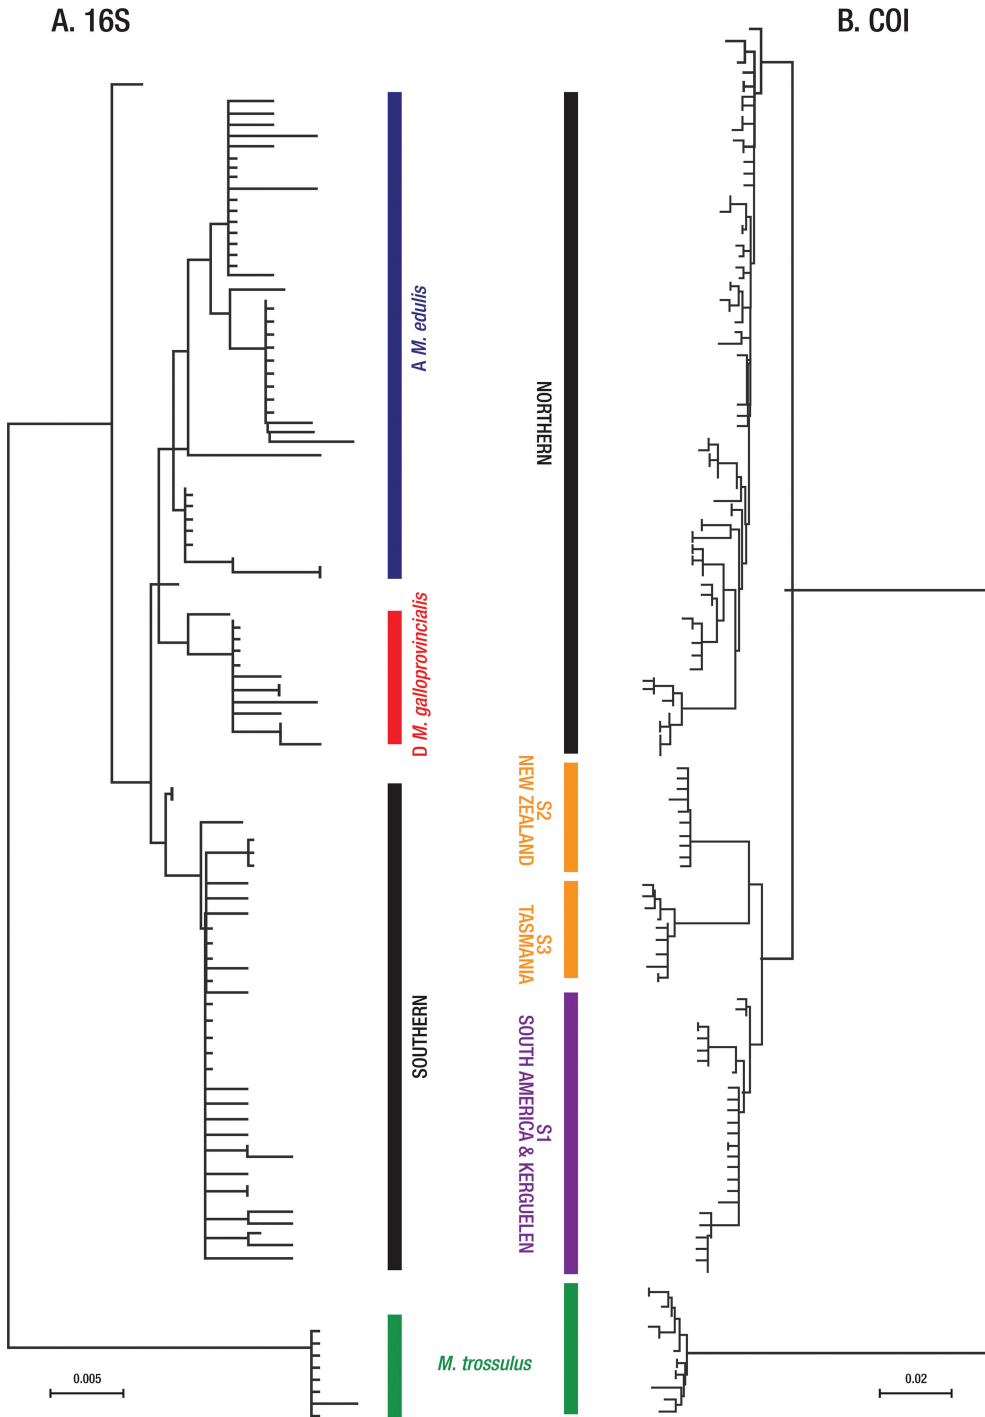 A. 16S
B. COI
A M. edulis
D M. galloprovincialis
SOUTHERN
NORTHERN
S2
NEW ZEALAND
S3
TASMANIA
S1
SOUTH AMERICA & KERGUELEN
M. trossulus
0.005
0.02